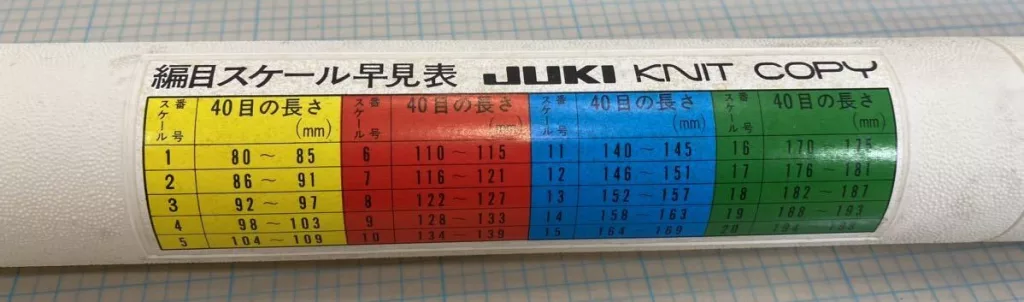 編目スケール早見表 JUKI KNIT COPY
スケール番号 40目の長さ(mm) スケール番号 40目の長さ(mm) スケール番号 40目の長さ(mm) スケール番号 40目の長さ(mm)
1 80～85 6 110～115 11 140～145 16 170～175
2 86～91 7 116～121 12 146～151 17 176～181
3 92～97 8 122～127 13 152～157 18 182～187
4 98～103 9 128～133 14 158～163 19 188～193
5 104～109 10 134～139 15 164～169 20